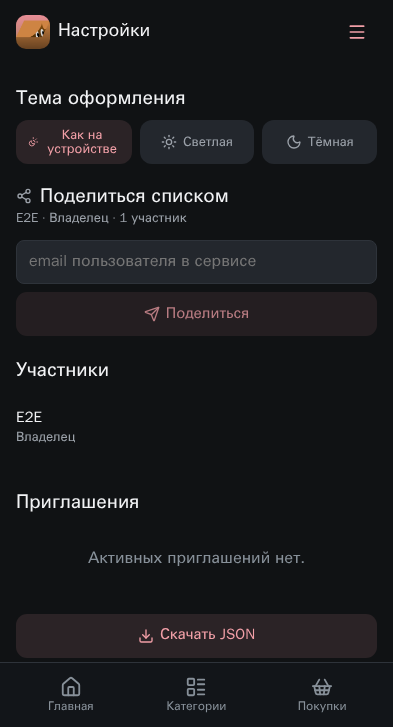 Настройки
Тема оформления
Как на
устройстве
Светлая
Тёмная
Поделиться списком
E2E · Владелец · 1 участник
email пользователя в сервисе
Поделиться
Участники
E2E
Владелец
Приглашения
Активных приглашений нет.
Скачать JSON
Главная
Категории
Покупки